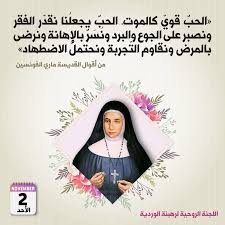 «الحبّ قويّ كالموت. الحبّ يجعلنا نقدّر الفقر
ونصبر على الجوع والبرد ونُسَر بالإهانة ونرضى
بالمرض ونقاوم التجربة ونحتمل الاضطهاد»
من أقوال القديسة ماري ألفونسين
NOVEMBER
2
الأحد
اللجنة الروحية لرهبنة الوردية